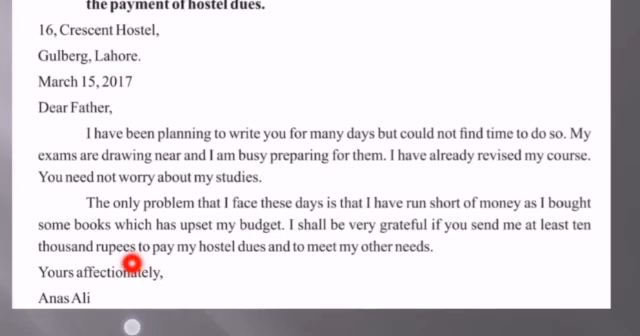 the payment of hostel dues.
16, Crescent Hostel,
Gulberg, Lahore.
March 15, 2017
Dear Father,
I have been planning to write you for many days but could not find time to do so. My
exams are drawing near and I am busy preparing for them. I have already revised my course.
You need not worry about my studies.
The only problem that I face these days is that I have run short of money as I bought
some books which has upset my budget. I shall be very grateful if you send me at least ten
thousand rupees to pay my hostel dues and to meet my other needs.
Yours affectionately,
Anas Ali